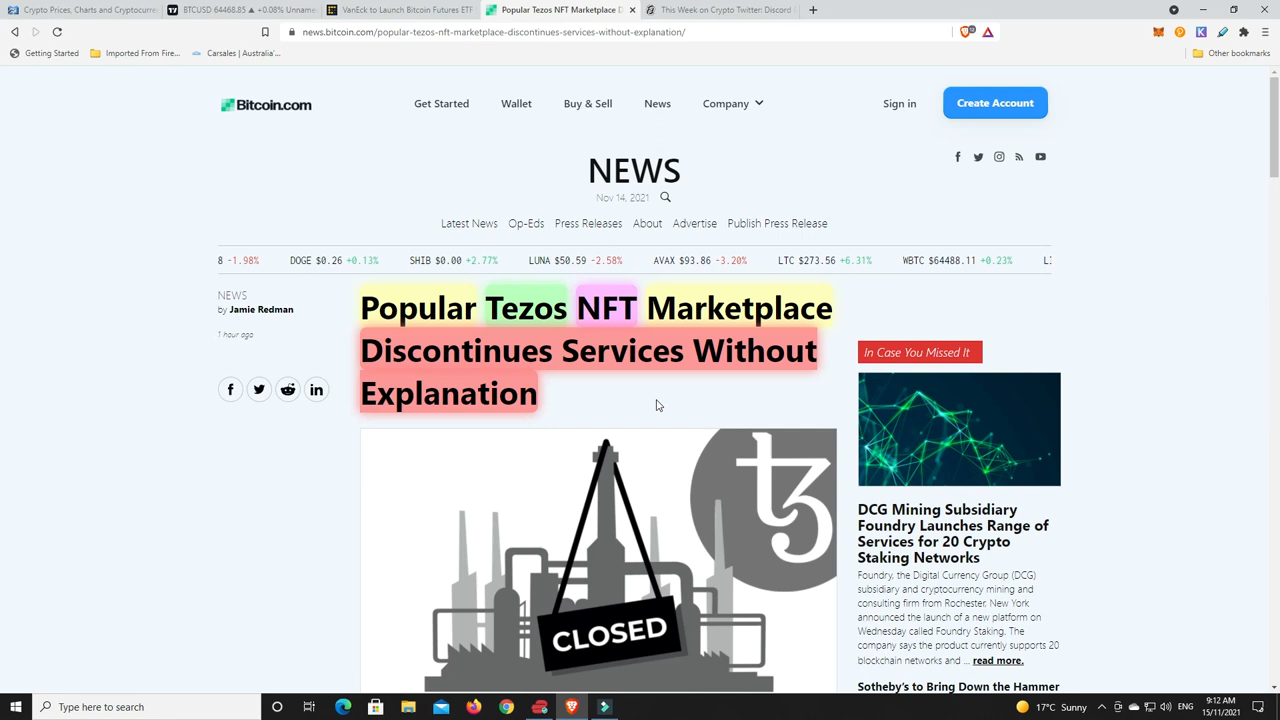 Crypto Prices, Charts and Cryptocurre
BTCUSD 64468.85 ▲ +0.08% Unname
VanEck to Launch Bitcoin Futures ETF
Popular Tezos NFT Marketplace D
This Week on Crypto Twitter: Discord
news.bitcoin.com/popular-tezos-nft-marketplace-discontinues-services-without-explanation/
Getting Started
Imported From Fire...
Carsales | Australia'...
Other bookmarks
Bitcoin.com
Get Started
Wallet
Buy & Sell
News
Company
Sign in
Create Account
NEWS
Nov 14, 2021
Latest News
Op-Eds
Press Releases
About
Advertise
Publish Press Release
8 -1.98%
DOGE $0.26 +0.13%
SHIB $0.00 +2.77%
LUNA $50.59 -2.58%
AVAX $93.86 -3.20%
LTC $273.56 +6.31%
WBTC $64488.11 +0.23%
NEWS
by Jamie Redman
1 hour ago
Popular Tezos NFT Marketplace
Discontinues Services Without
Explanation
CLOSED
In Case You Missed It
DCG Mining Subsidiary
Foundry Launches Range of
Services for 20 Crypto
Staking Networks
Foundry, the Digital Currency Group (DCG)
subsidiary and cryptocurrency mining and
consulting firm from Rochester, New York
announced the launch of a new platform on
Wednesday called Foundry Staking. The
company says the product currently supports 20
blockchain networks and ... read more.
Sotheby's to Bring Down the Hammer
Type here to search
17°C Sunny
ENG
9:12 AM
15/11/2021